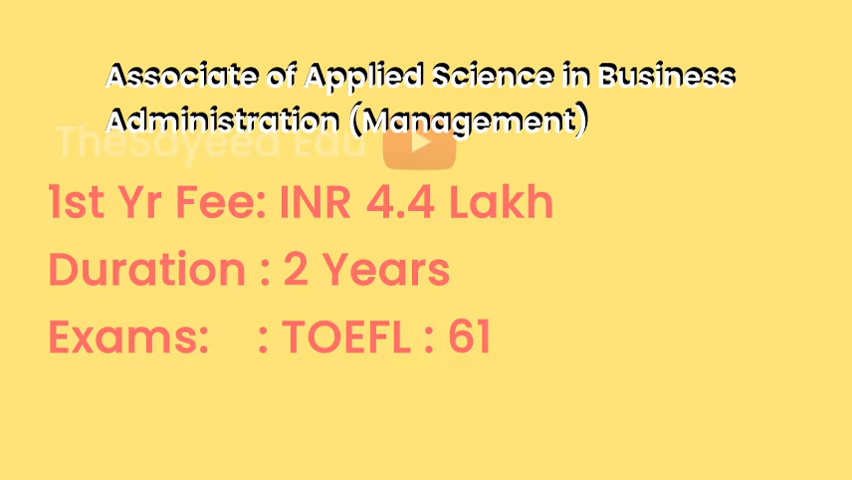 Associate of Applied Science in Business
Administration (Management)
TheSayeed Edu
1st Yr Fee: INR 4.4 Lakh
Duration : 2 Years
Exams: : TOEFL : 61